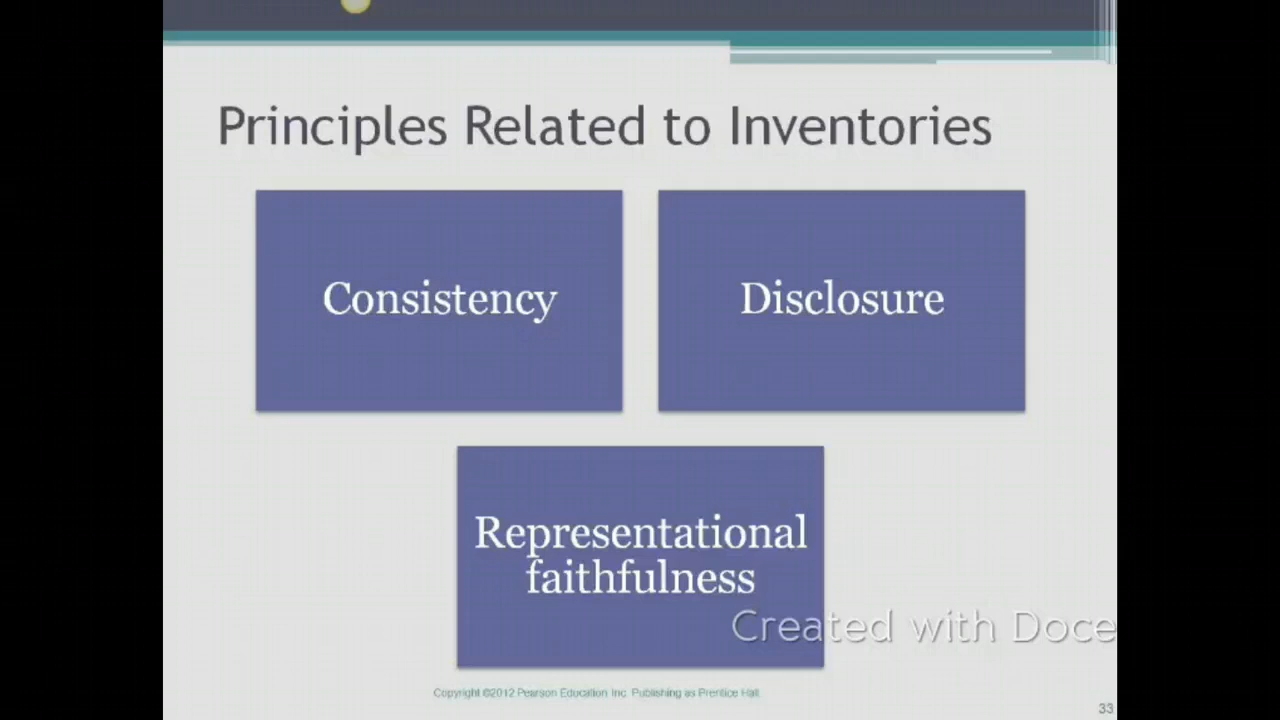 Principles Related to Inventories
Consistency
Disclosure
Representational
faithfulness
Created with Doce
Copyright ©2012 Pearson Education Inc. Publishing as Prentice Hall.
33